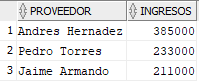 PROVEEDOR INGRESOS
1 Andres Hernadez 385000
2 Pedro Torres 233000
3 Jaime Armando 211000